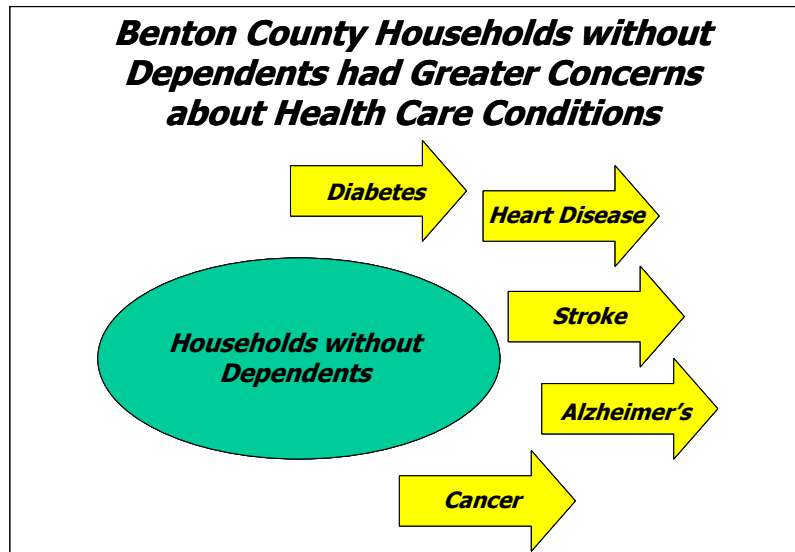 Benton County Households without
Dependents had Greater Concerns
about Health Care Conditions
Diabetes
Heart Disease
Stroke
Households without
Dependents
Alzheimer’s
Cancer